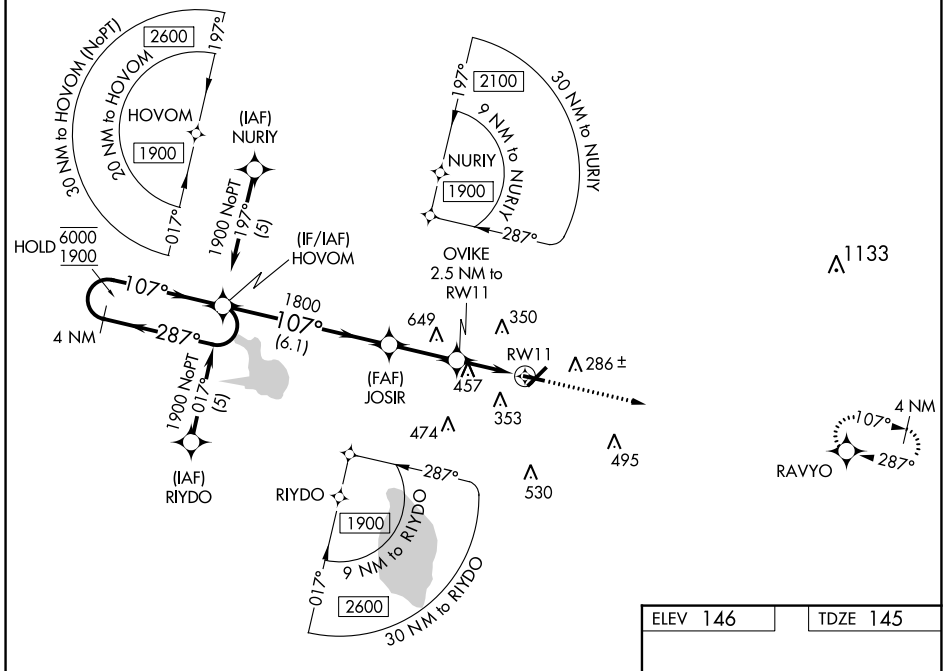 30 NM to HOVOM (NoPT)
20 NM to HOVOM
2600
197°
HOVOM
1900
017°
(IAF)
NURIY
1900 NoPT
197°
(5)
197°
2100
30 NM to NURIY
9 NM to NURIY
NURIY
1900
287°
HOLD 6000
1900
107°
287°
4 NM
(IF/IAF)
HOVOM
1800
107°
(6.1)
OVIKE
2.5 NM to
RW11
649
350
1133
(FAF)
JOSIR
457
RW11
286 ±
353
474
495
530
1900 NoPT
017°
(5)
(IAF)
RIYDO
4 NM
107°
287°
RAVYO
287°
RIYDO
1900
9 NM to RIYDO
017°
2600
30 NM to RIYDO
ELEV 146
TDZE 145